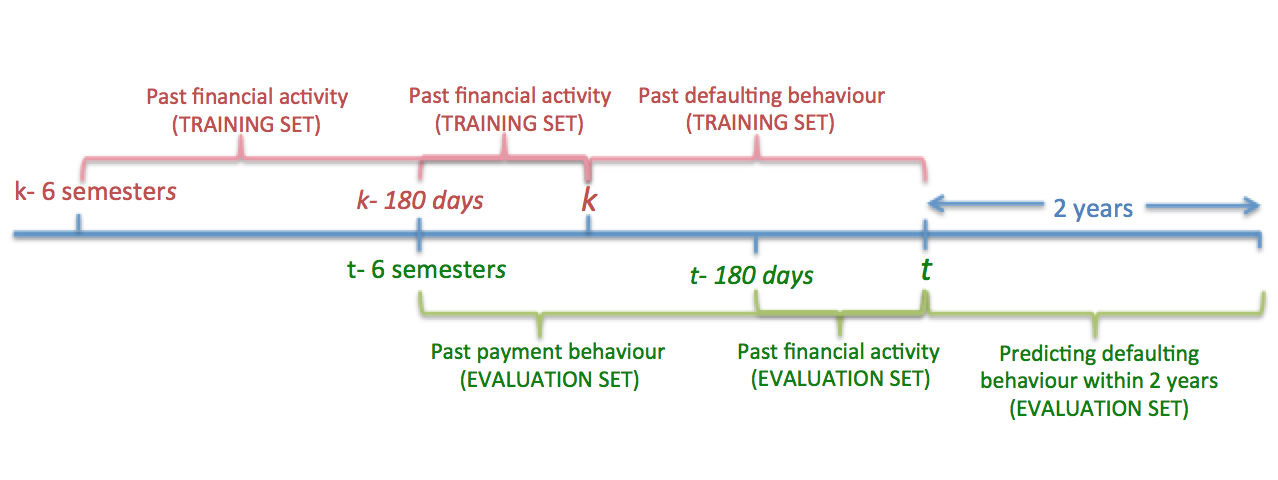 Past financial activity
(TRAINING SET)
Past financial activity
(TRAINING SET)
Past defaulting behaviour
(TRAINING SET)
k- 6 semesters
k- 180 days
k
2 years
t- 6 semesters
t- 180 days
t
Past payment behaviour
(EVALUATION SET)
Past financial activity
(EVALUATION SET)
Predicting defaulting
behaviour within 2 years
(EVALUATION SET)